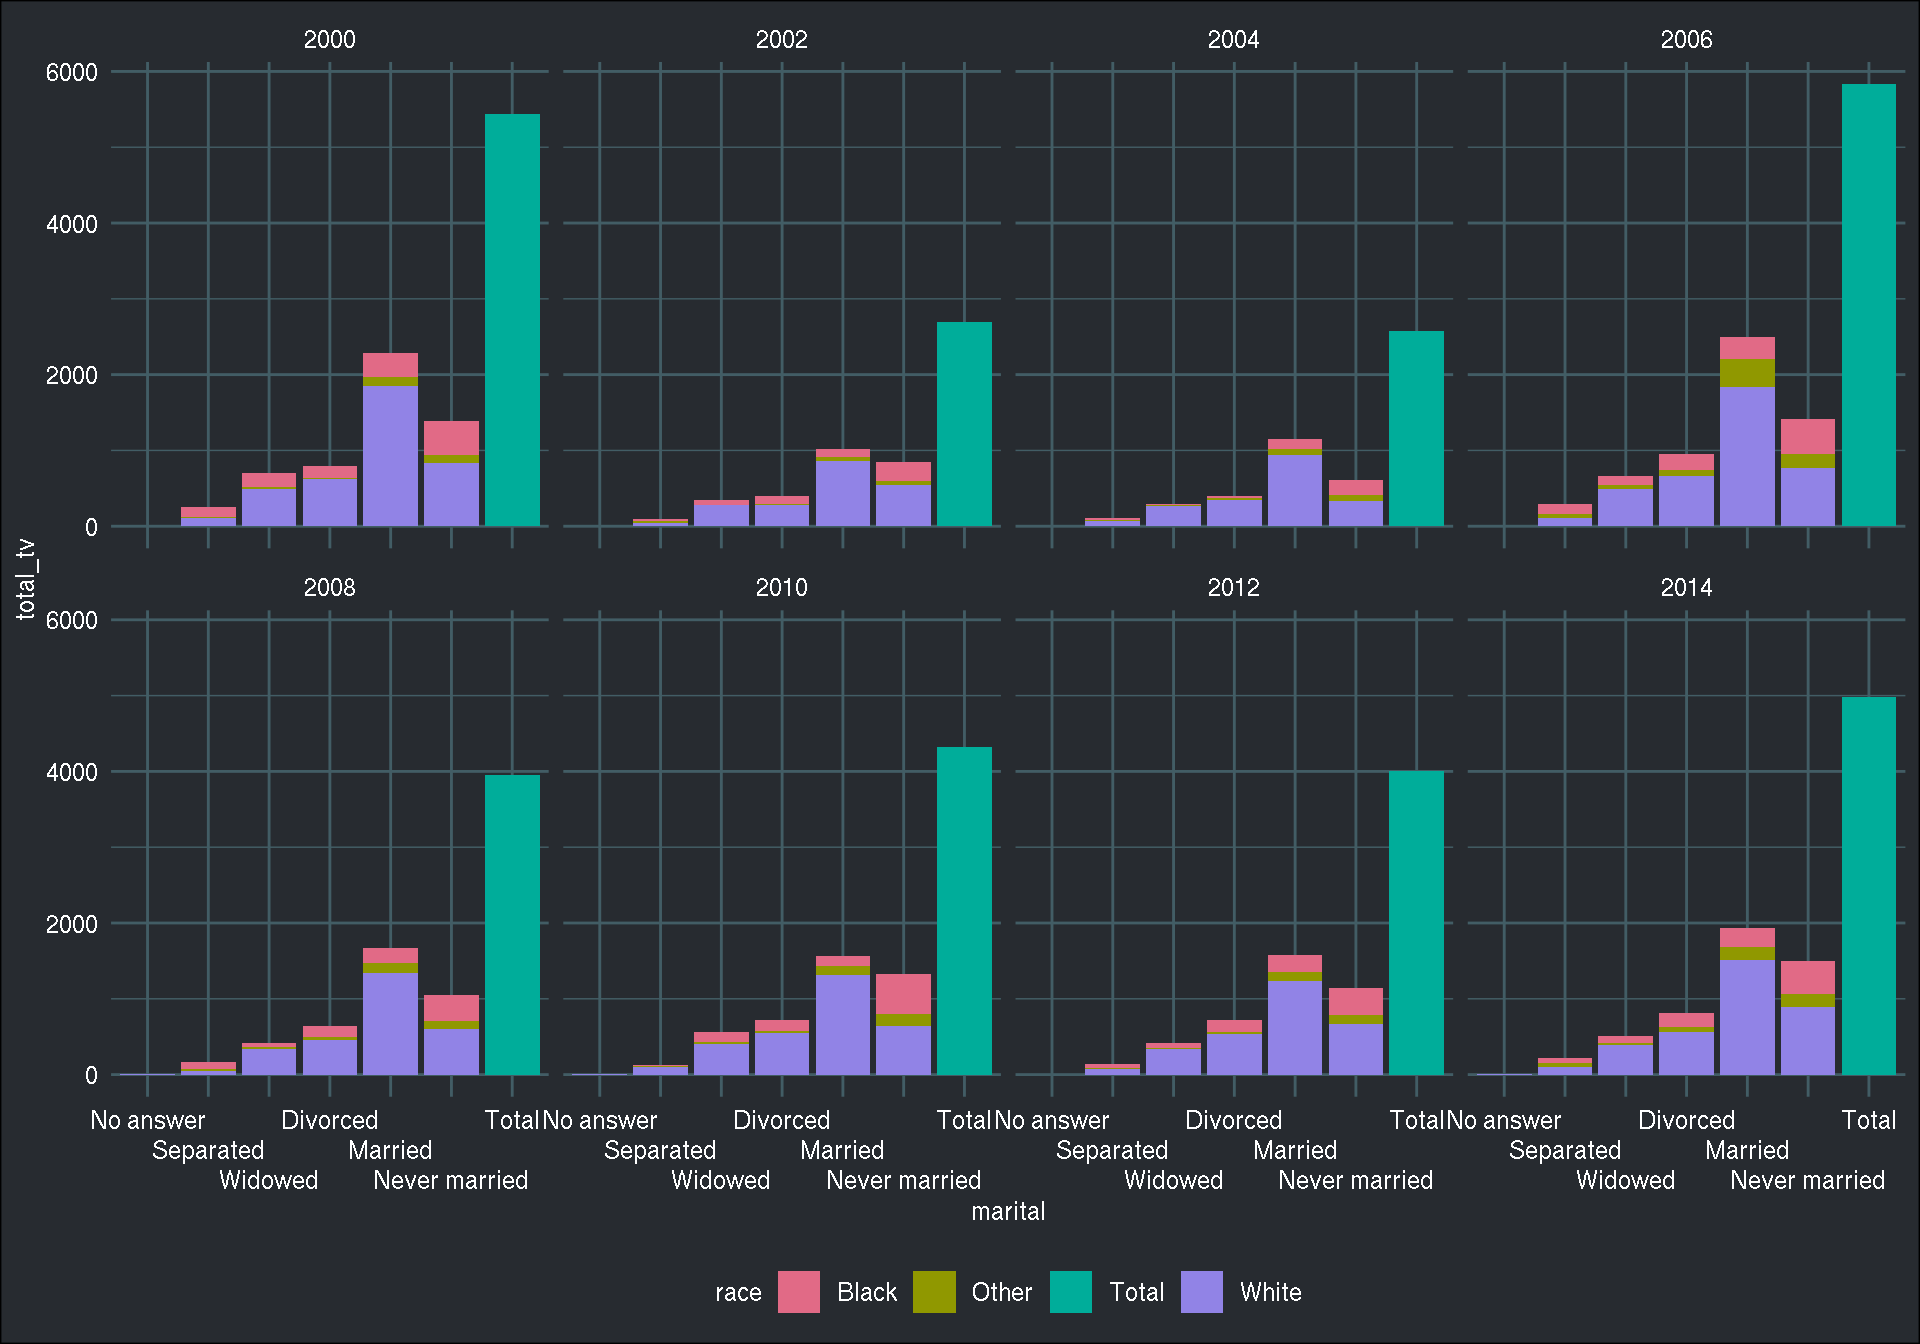 2000 2002 2004 2006
6000
4000
2000
0
total_tv
2008 2010 2012 2014
6000
4000
2000
0
No answer Divorced Total No answer Divorced Total No answer Divorced Total No answer Divorced Total
Separated Married Separated Married Separated Married Separated Married
Widowed Never married Widowed Never married Widowed Never married Widowed Never married
marital
race Black Other Total White